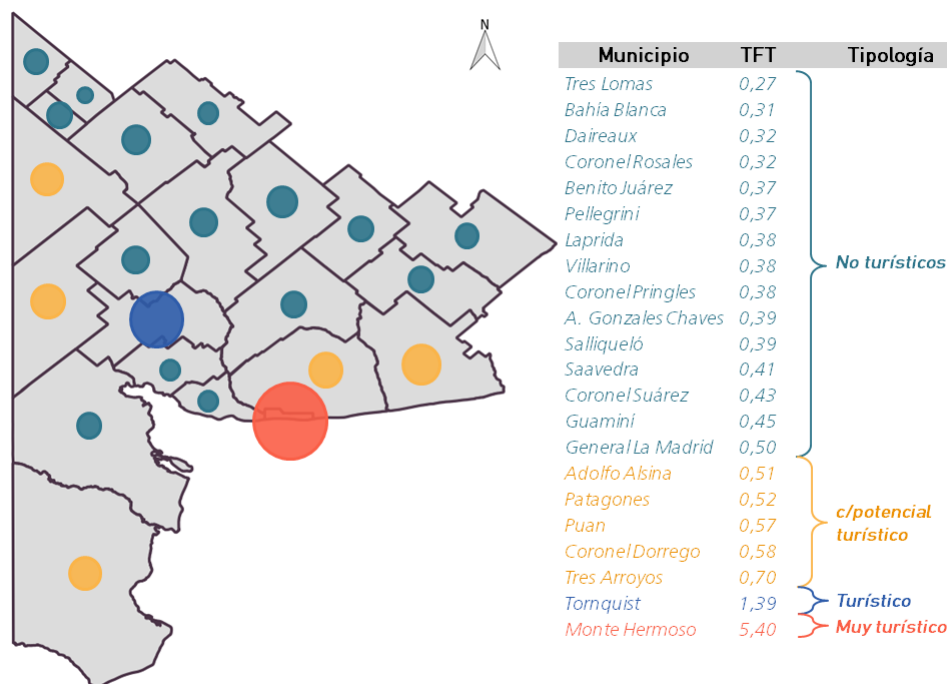 N
Municipio TFT Tipología
Tres Lomas 0,27
Bahía Blanca 0,31
Daireaux 0,32
Coronel Rosales 0,32
Benito Juárez 0,37
Pellegrini 0,37
Laprida 0,38
Villarino 0,38
No turísticos
Coronel Pringles 0,38
A. Gonzales Chaves 0,39
Salliqueló 0,39
Saavedra 0,41
Coronel Suárez 0,43
Guaminí 0,45
General La Madrid 0,50
Adolfo Alsina 0,51
Patagones 0,52
Puan 0,57
c/potencial
turístico
Coronel Dorrego 0,58
Tres Arroyos 0,70
Tornquist 1,39 Turístico
Monte Hermoso 5,40 Muy turístico